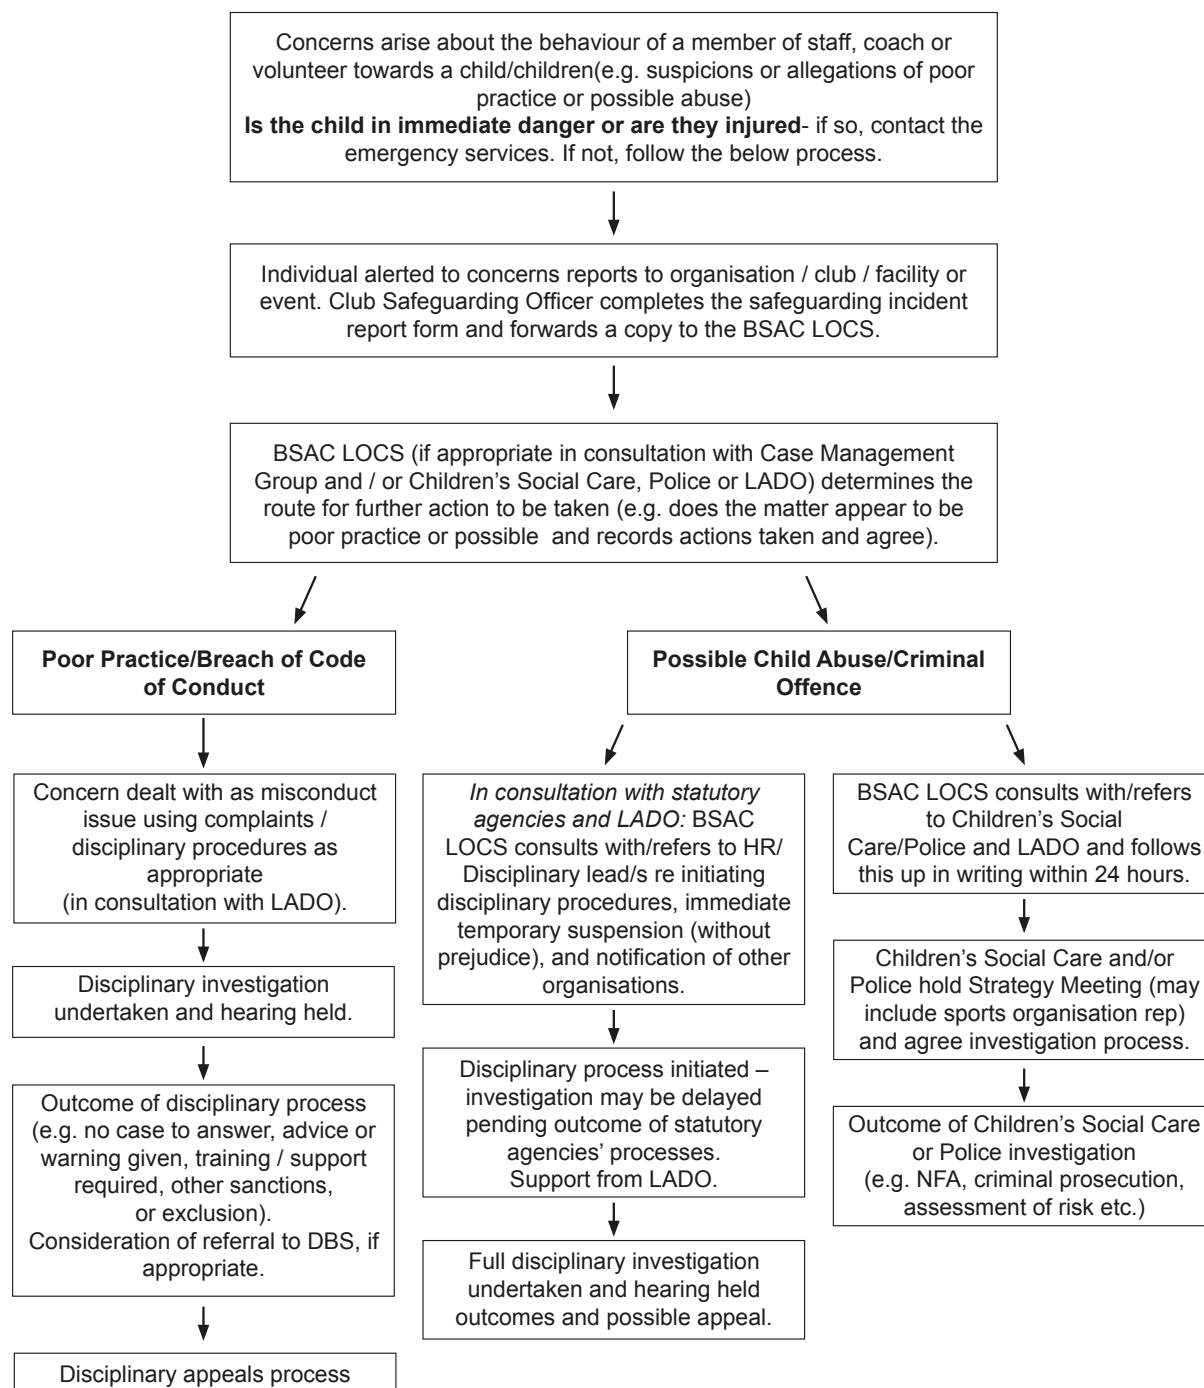 Concerns arise about the behaviour of a member of staff, coach or
volunteer towards a child/children(e.g. suspicions or allegations of poor
practice or possible abuse)
Is the child in immediate danger or are they injured- if so, contact the
emergency services. If not, follow the below process.
Individual alerted to concerns reports to organisation / club / facility or
event. Club Safeguarding Officer completes the safeguarding incident
report form and forwards a copy to the BSAC LOCS.
BSAC LOCS (if appropriate in consultation with Case Management
Group and / or Children's Social Care, Police or LADO) determines the
route for further action to be taken (e.g. does the matter appear to be
poor practice or possible  and records actions taken and agree).
Poor Practice/Breach of Code
of Conduct
Concern dealt with as misconduct
issue using complaints /
disciplinary procedures as
appropriate
(in consultation with LADO).
Disciplinary investigation
undertaken and hearing held.
Outcome of disciplinary process
(e.g. no case to answer, advice or
warning given, training / support
required, other sanctions,
or exclusion).
Consideration of referral to DBS, if
appropriate.
Disciplinary appeals process
Possible Child Abuse/Criminal
Offence
In consultation with statutory
agencies and LADO: BSAC
LOCS consults with/refers to HR/
Disciplinary lead/s re initiating
disciplinary procedures, immediate
temporary suspension (without
prejudice), and notification of other
organisations.
Disciplinary process initiated –
investigation may be delayed
pending outcome of statutory
agencies' processes.
Support from LADO.
Full disciplinary investigation
undertaken and hearing held
outcomes and possible appeal.
BSAC LOCS consults with/refers
to Children's Social
Care/Police and LADO and follows
this up in writing within 24 hours.
Children's Social Care and/or
Police hold Strategy Meeting (may
include sports organisation rep)
and agree investigation process.
Outcome of Children's Social Care
or Police investigation
(e.g. NFA, criminal prosecution,
assessment of risk etc.)